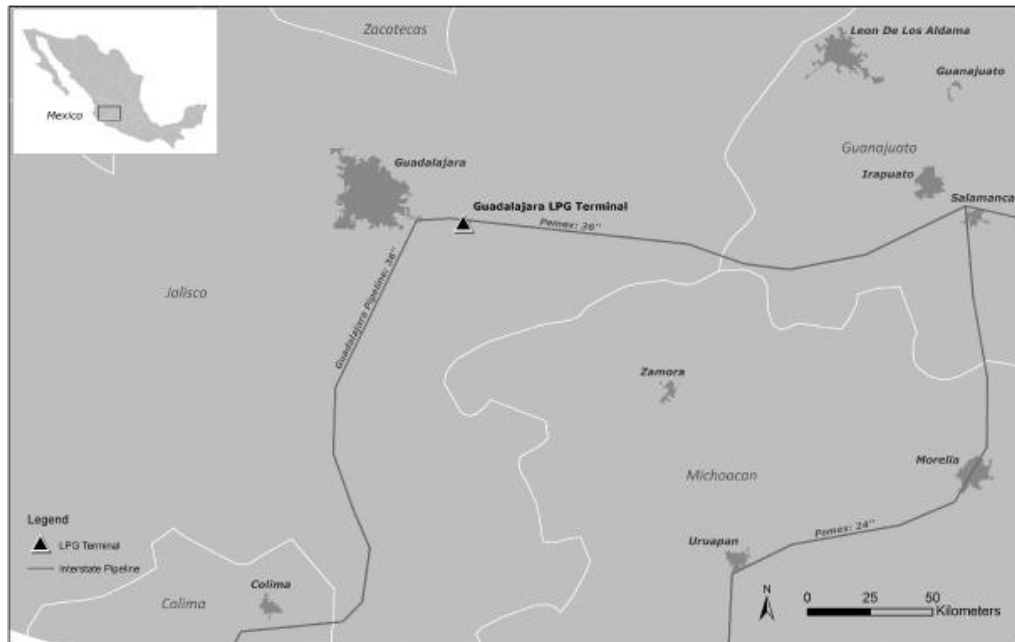 Zacatecas
Leon De Los Aldama
Guanajuato
Mexico
Guanajuato
Guadalajara
Irapuato
Salamanca
Guadalajara LPG Terminal
Pemex: 36"
Jalisco
Guadalajara Pipeline: 36"
Zamora
Michoacan
Morelia
Pemex: 24"
Uruapan
Legend
LPG Terminal
Interstate Pipeline
Colima
Colima
N
0 25 50
Kilometers